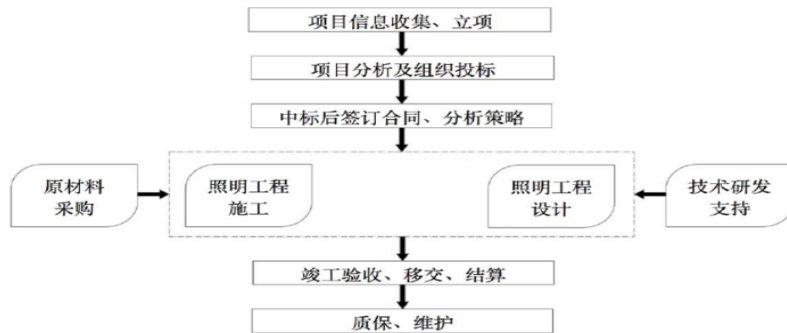 项目信息收集、立项
项目分析及组织投标
中标后签订合同、分析策略
原材料
采购
照明工程
施工
照明工程
设计
技术研发
支持
竣工验收、移交、结算
质保、维护